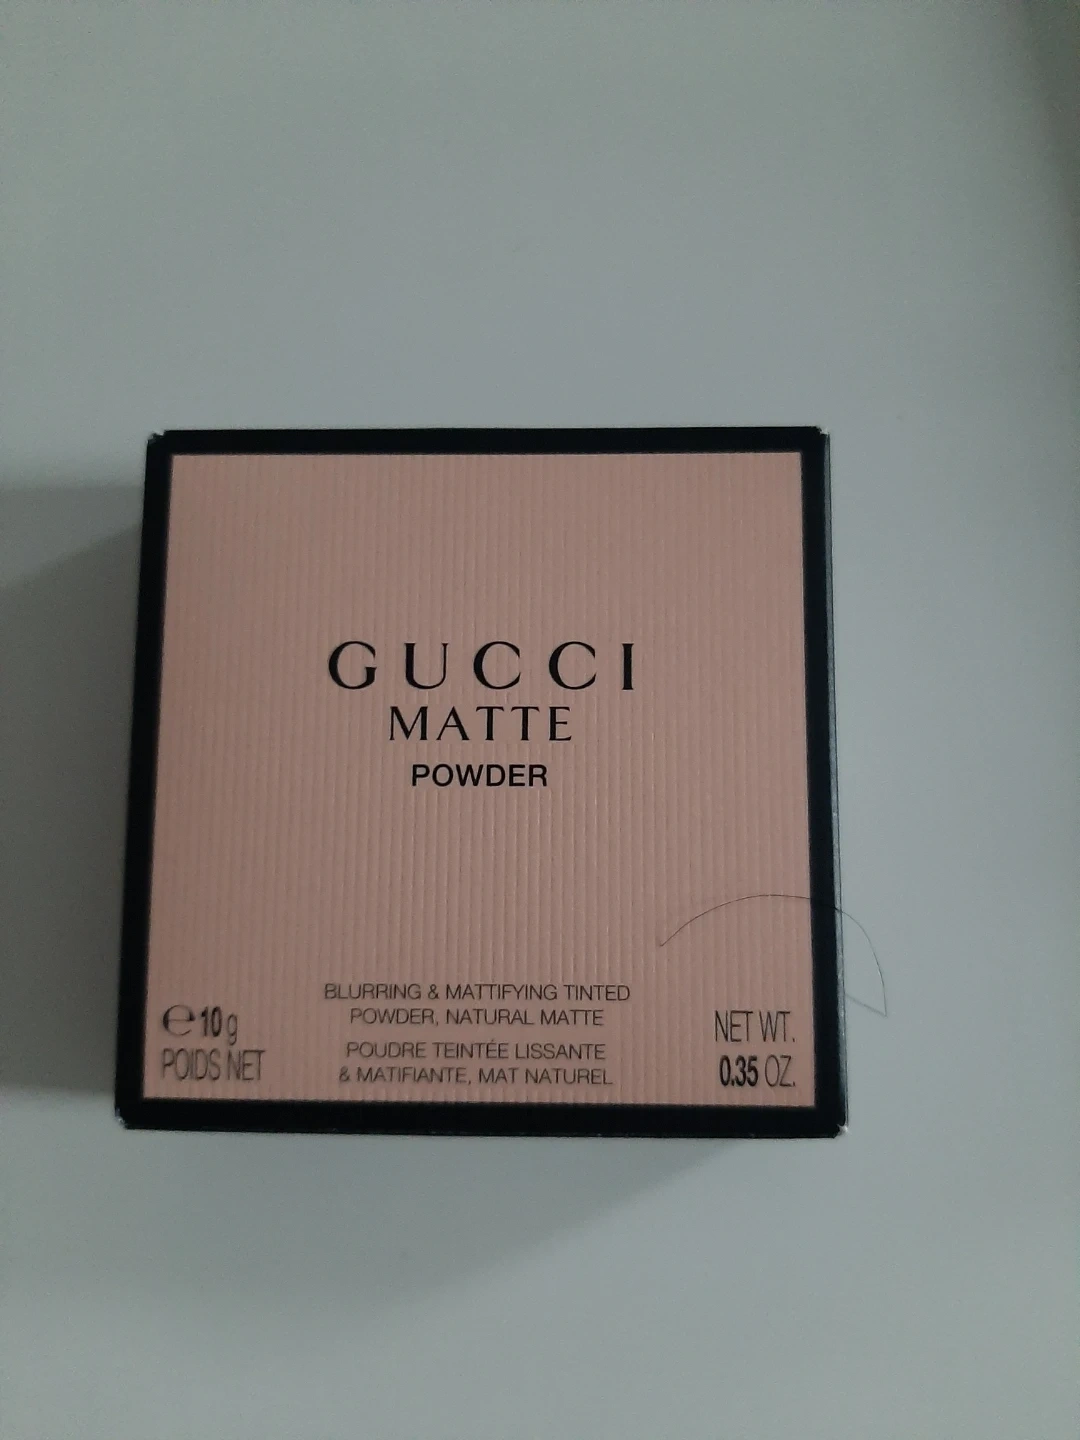 GUCCI
MATTE
POWDER
BLURRING & MATTIFYING TINTED
POWDER, NATURAL MATTE
POUDRE TEINTÉE LISSANTE
& MATIFIANTE, MAT NATUREL
℮10 g
POIDS NET
NET WT.
0.35 OZ.